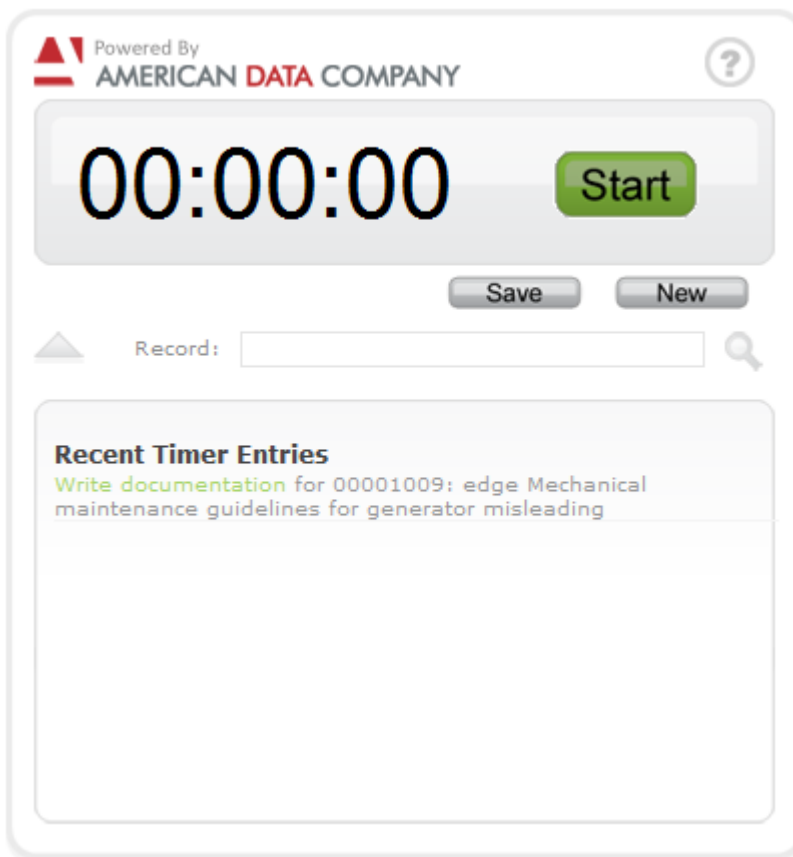 Powered By
AMERICAN DATA COMPANY
?
00:00:00
Start
Save
New
Record:
Recent Timer Entries
Write documentation for 00001009: edge Mechanical
maintenance guidelines for generator misleading